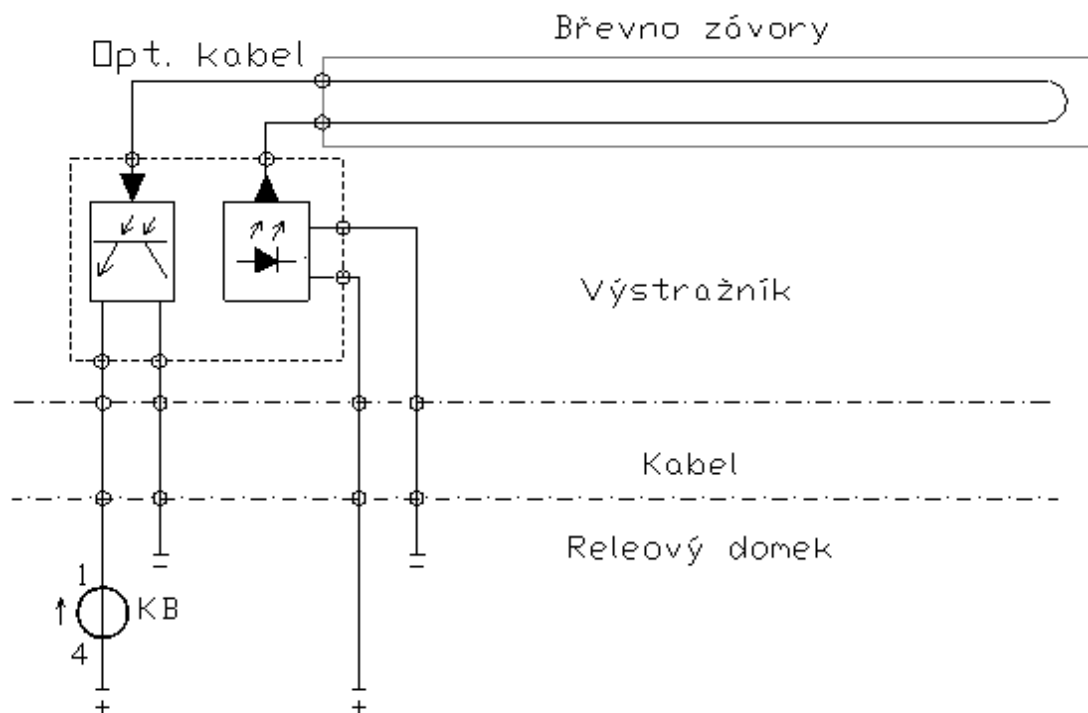 Břevno závory
Opt. kabel
Výstražník
Kabel
Releový domek
1
KB
4
+
+